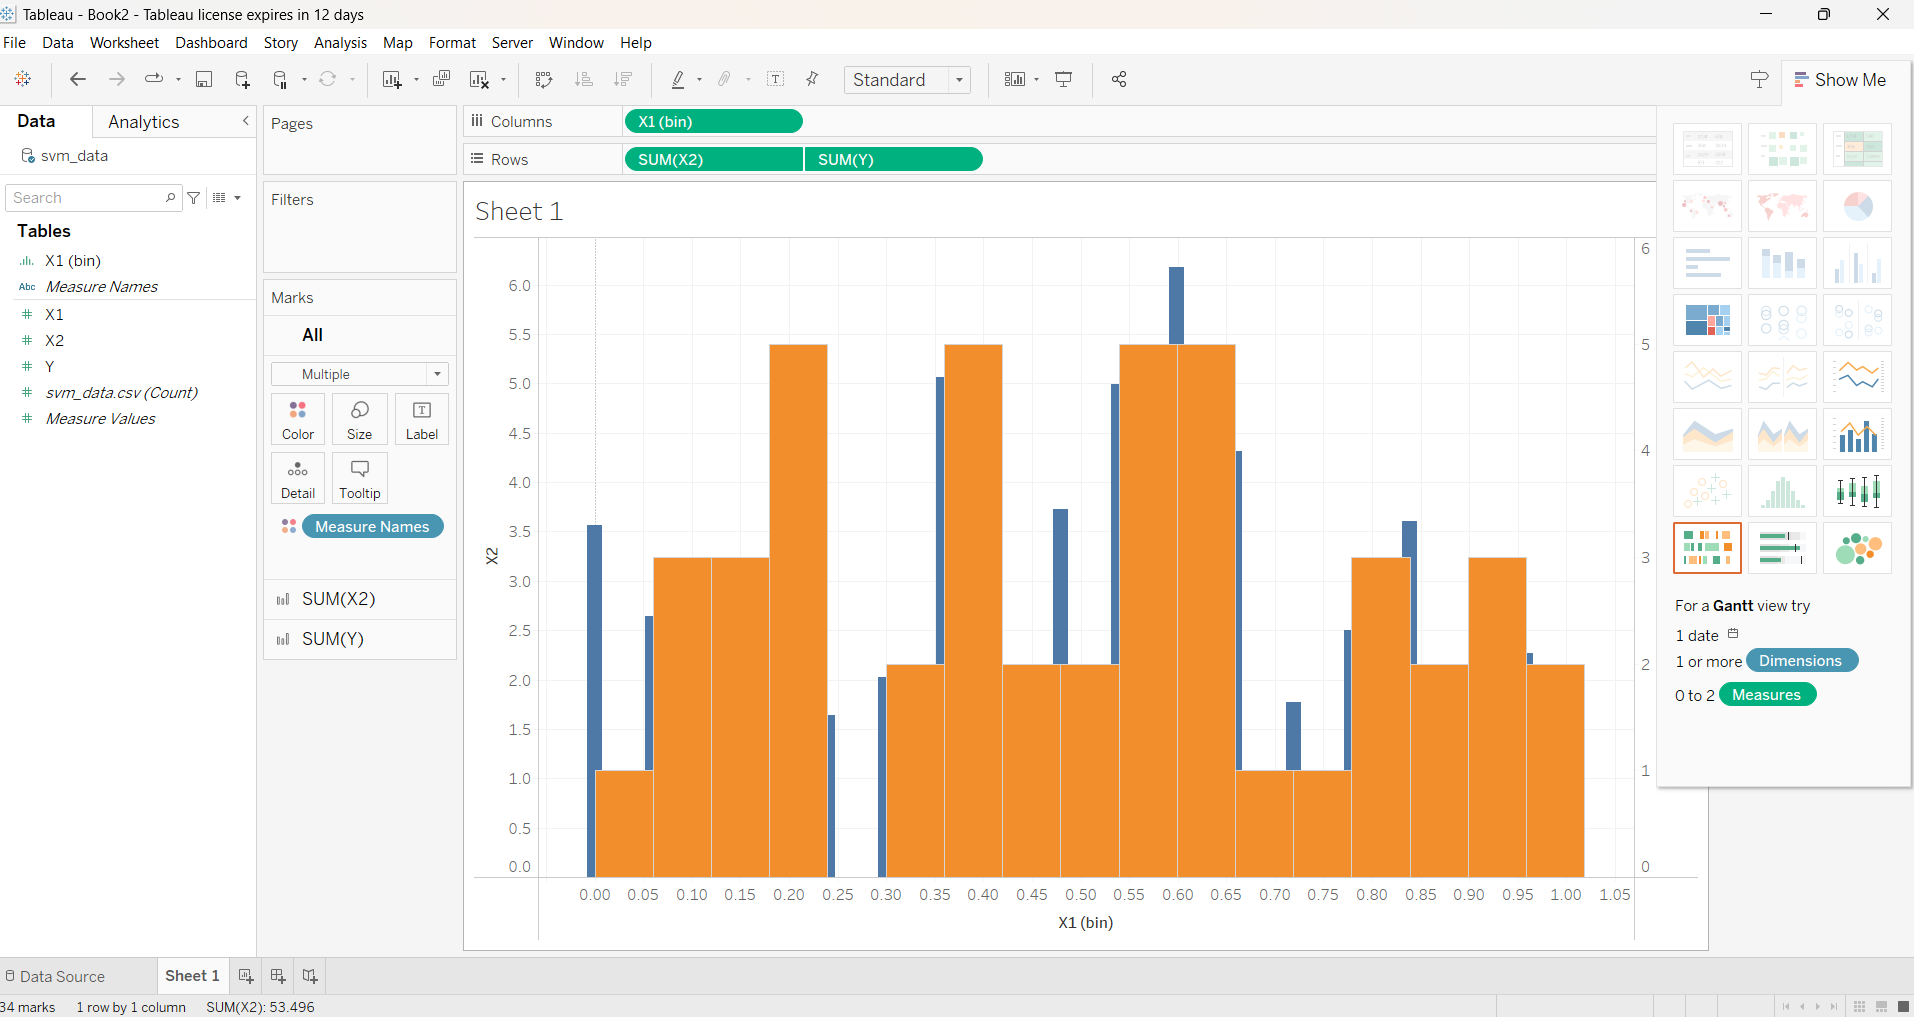 Tableau - Book2 - Tableau license expires in 12 days
File Data Worksheet Dashboard Story Analysis Map Format Server Window Help
Standard
Show Me
Data Analytics
svm_data
Search
Tables
X1 (bin)
Abc Measure Names
X1
X2
Y
svm_data.csv (Count)
Measure Values
Pages
Filters
Marks
All
Multiple
Color Size Label
Detail Tooltip
Measure Names
SUM(X2)
SUM(Y)
Columns X1 (bin)
Rows SUM(X2) SUM(Y)
Sheet 1
X2
6.0
5.5
5.0
4.5
4.0
3.5
3.0
2.5
2.0
1.5
1.0
0.5
0.0
6
5
4
3
2
1
0
0.00 0.05 0.10 0.15 0.20 0.25 0.30 0.35 0.40 0.45 0.50 0.55 0.60 0.65 0.70 0.75 0.80 0.85 0.90 0.95 1.00 1.05
X1 (bin)
For a Gantt view try
1 date
1 or more Dimensions
0 to 2 Measures
Data Source Sheet 1
34 marks 1 row by 1 column SUM(X2): 53.496